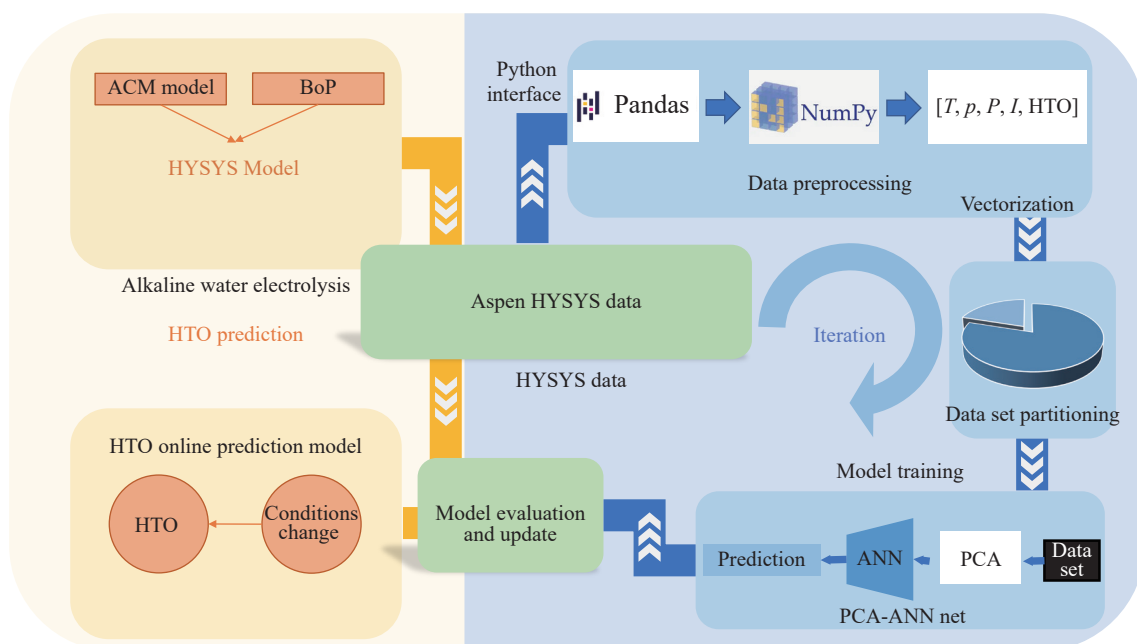 ACM model
BoP
HYSYS Model
Alkaline water electrolysis
HTO prediction
Python
interface
Pandas
NumPy
[T, p, P, I, HTO]
Data preprocessing
Vectorization
Aspen HYSYS data
HYSYS data
Iteration
Data set partitioning
Model training
HTO online prediction model
HTO
Conditions
change
Model evaluation
and update
Prediction
ANN
PCA
Data
set
PCA-ANN net